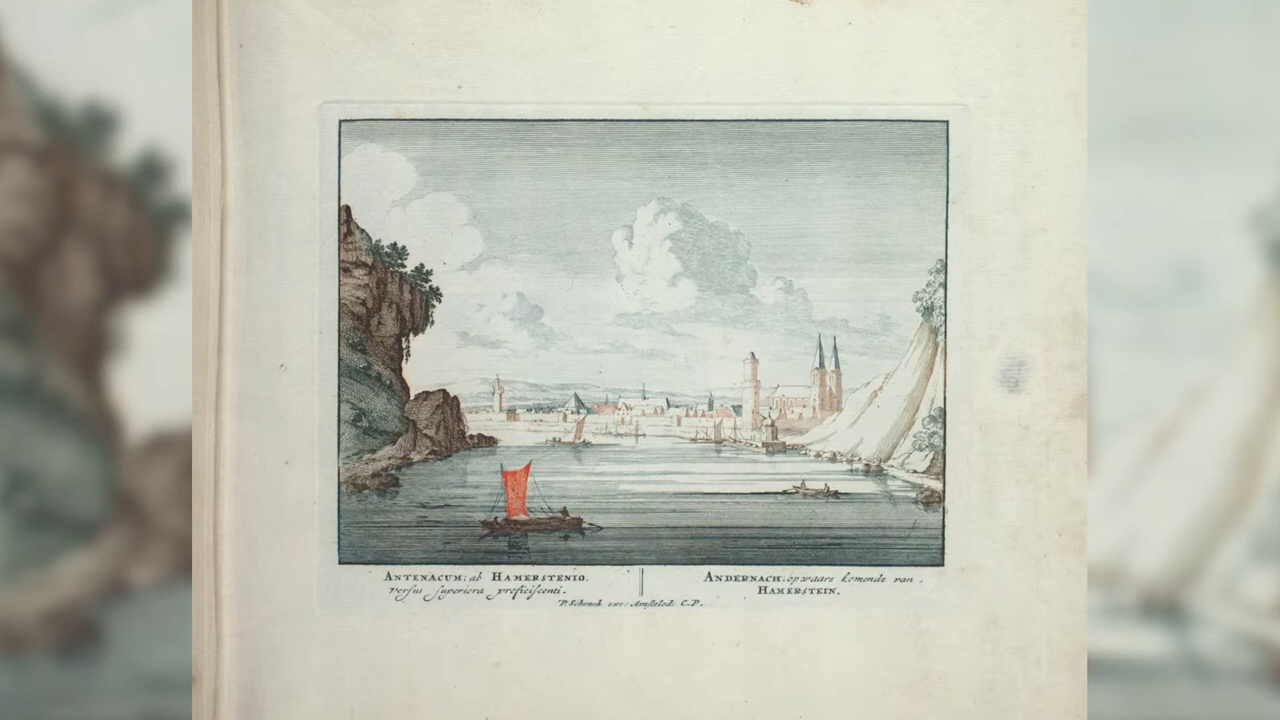 ANTENACUM; ab HAMERSTENIO.
versus superiora proficiscenti.
ANDERNACH; opwaars komende van,
HAMERSTEIN.
P. Schenck exc: Amstelod: C.P.